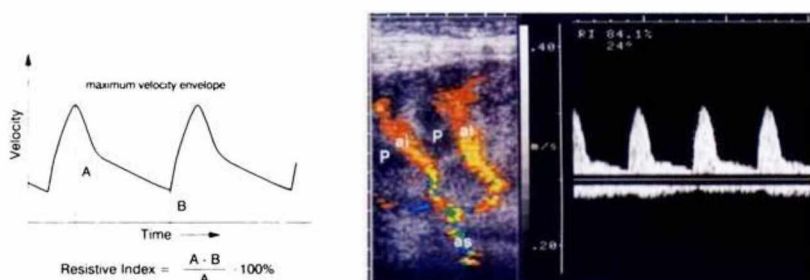 maximum velocity envelope
Velocity
A
B
Time
Resistive Index = A - B / A · 100%
.40
RI 84.1%
24°
ai
P
P
ai
m/s
as
.20